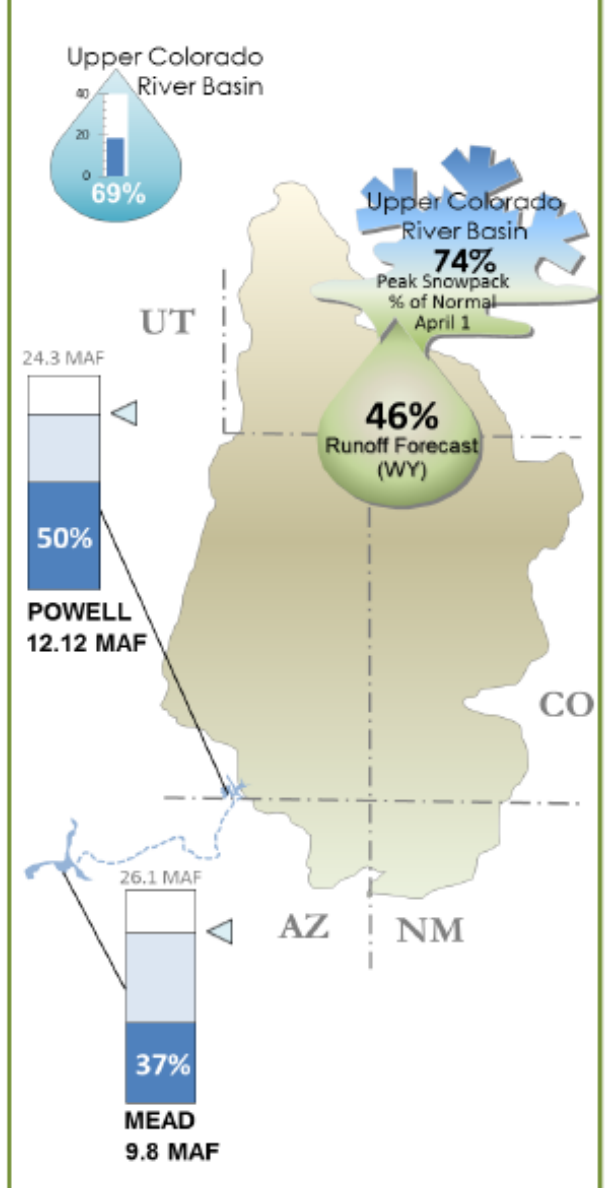 Upper Colorado
River Basin
40
20
0
69%
Upper Colorado
River Basin
74%
Peak Snowpack
% of Normal
April 1
UT
24.3 MAF
46%
Runoff Forecast
(WY)
50%
POWELL
12.12 MAF
CO
26.1 MAF
AZ
NM
37%
MEAD
9.8 MAF